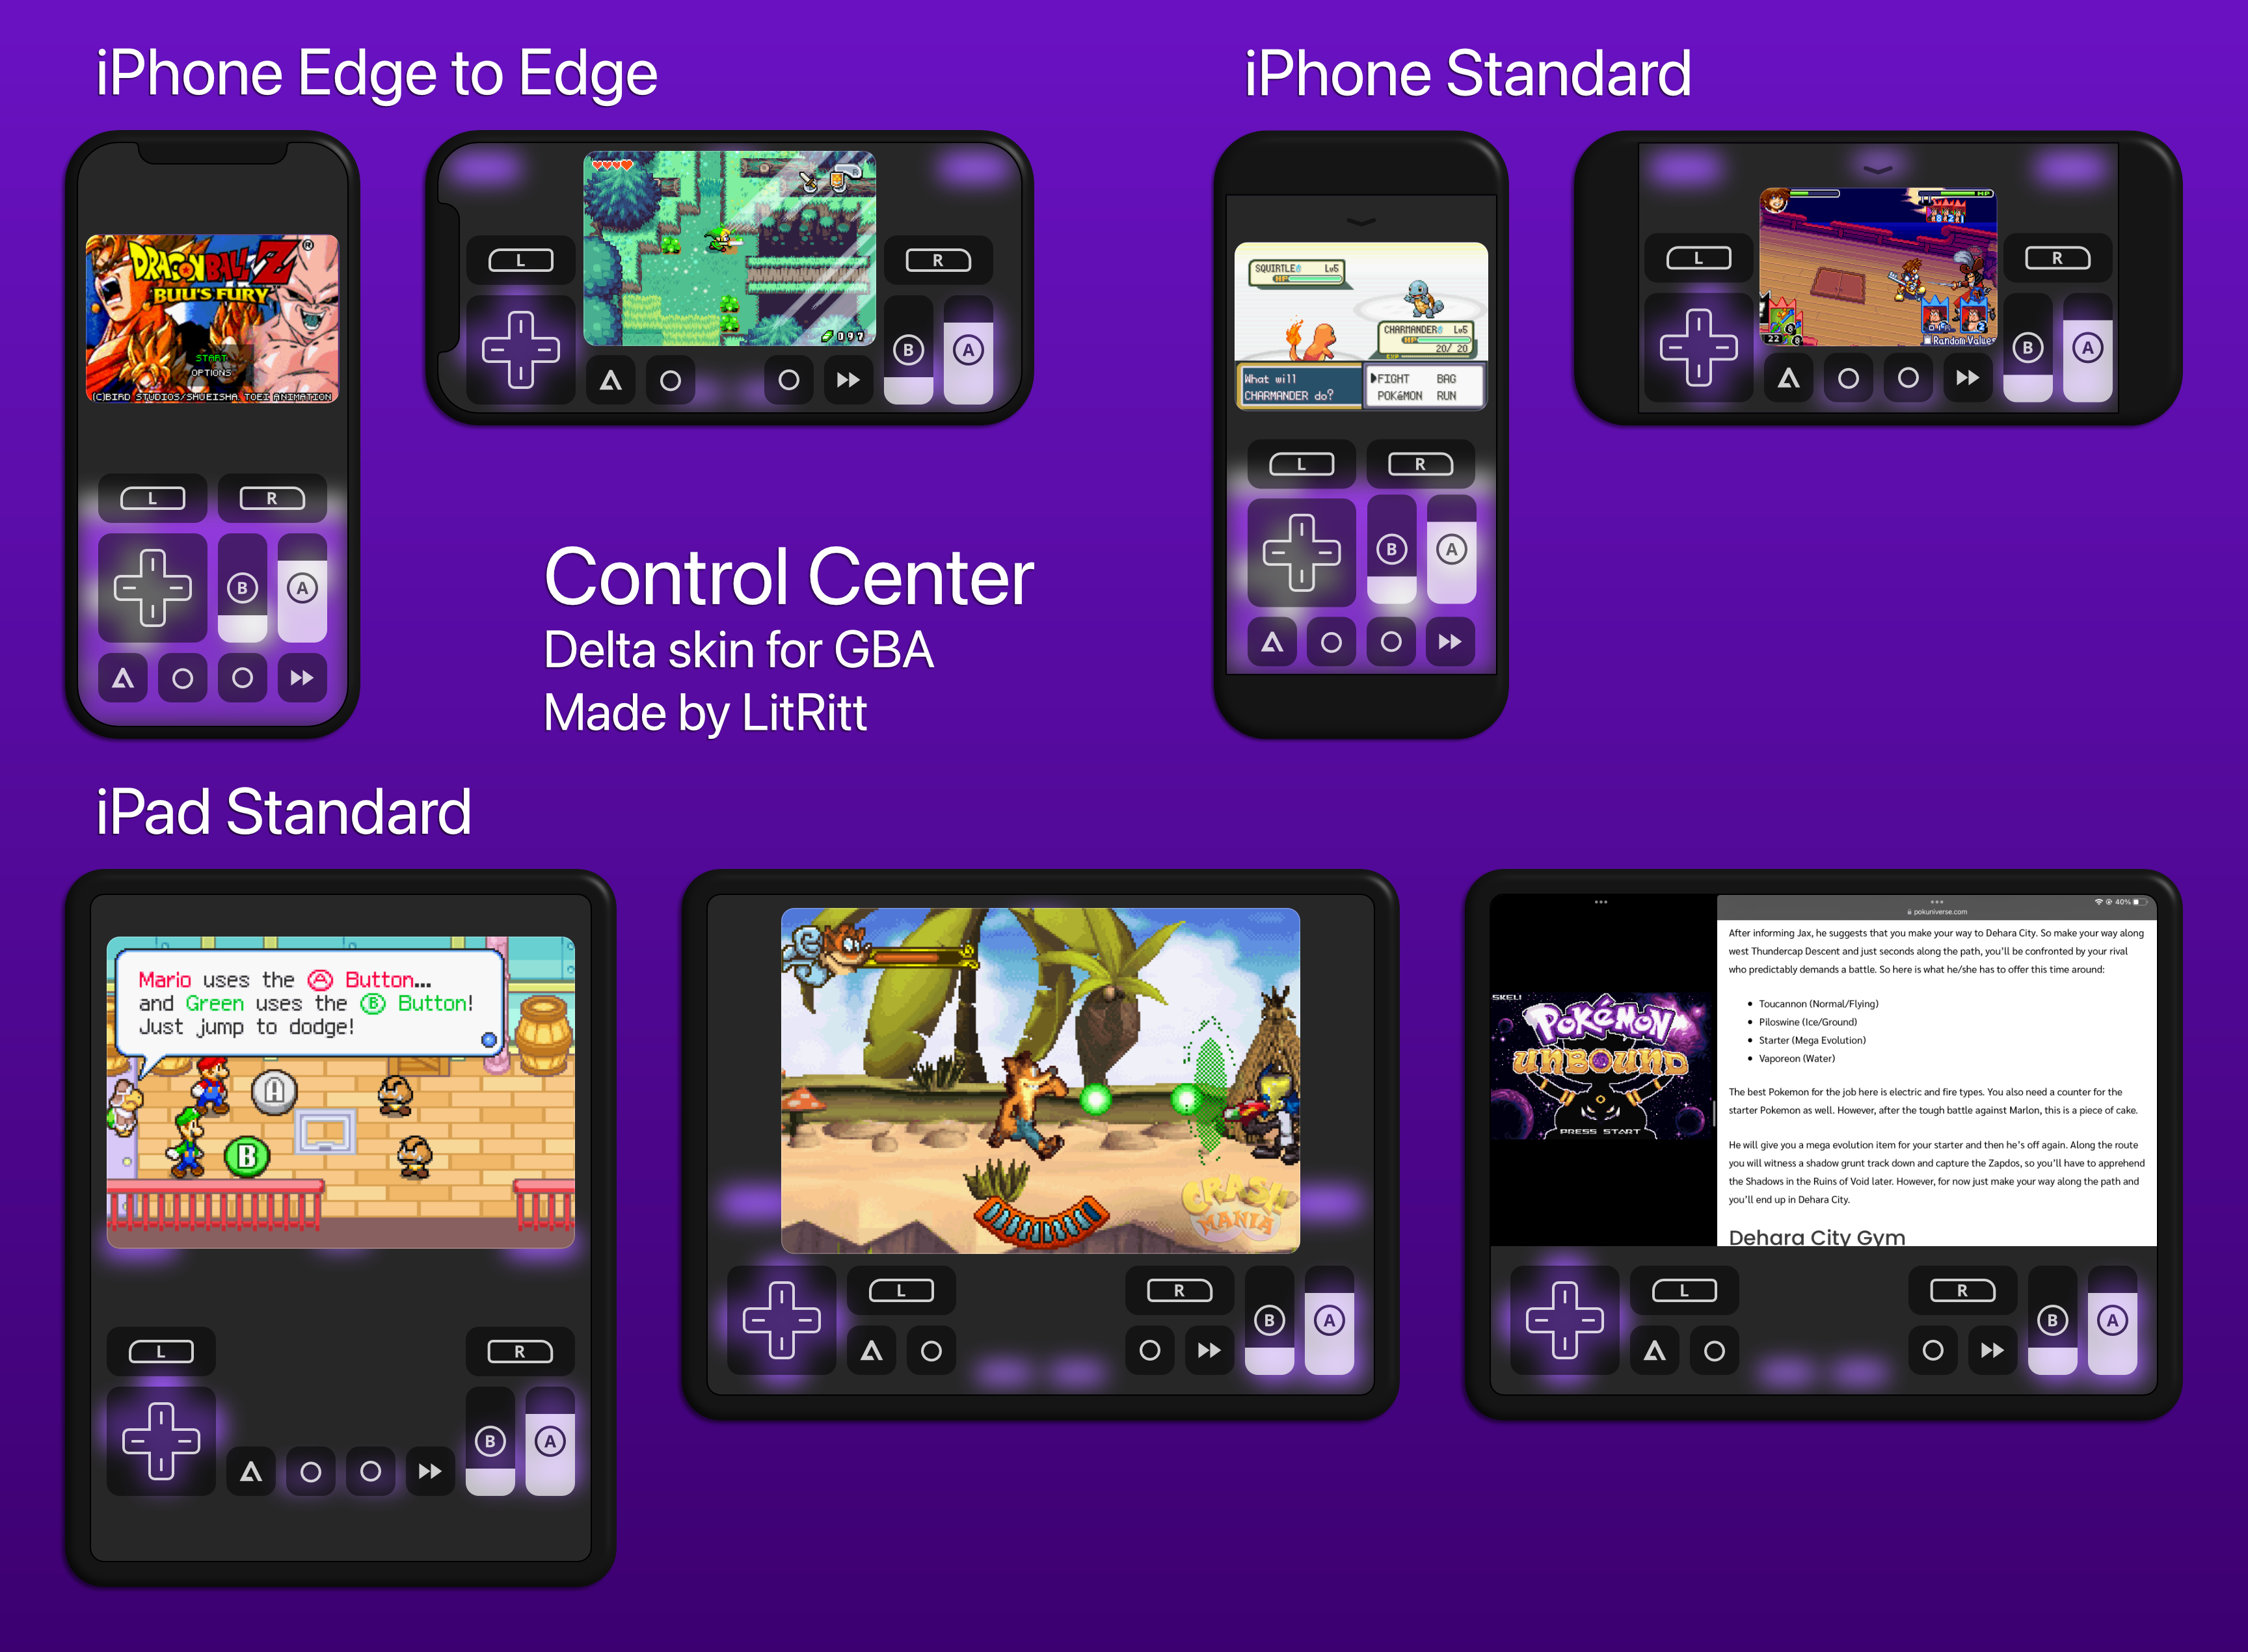 iPhone Edge to Edge
iPhone Standard
DRAGON BALL Z®
BUU'S FURY
START
OPTIONS
(C)BIRD STUDIOS/SHUEISHA, TOEI ANIMATION
L
R
B
A
R
097
L
R
B
A
SQUIRTLE♂ Lv5
HP
CHARMANDER♂ Lv5
HP
20/ 20
EXP
What will
CHARMANDER do?
▶FIGHT BAG
POKéMON RUN
L
R
B
A
HP
22
Random Values
L
R
B
A
Control Center
Delta skin for GBA
Made by LitRitt
iPad Standard
Mario uses the A Button...
and Green uses the B Button!
Just jump to dodge!
A
B
L
R
B
A
CRASH
MANIA
L
R
B
A
40%
pokuniverse.com
SKELI
POKéMON
UNBOUND
PRESS START
After informing Jax, he suggests that you make your way to Dehara City. So make your way along
west Thundercap Descent and just seconds along the path, you'll be confronted by your rival
who predictably demands a battle. So here is what he/she has to offer this time around:
• Toucannon (Normal/Flying)
• Piloswine (Ice/Ground)
• Starter (Mega Evolution)
• Vaporeon (Water)
The best Pokemon for the job here is electric and fire types. You also need a counter for the
starter Pokemon as well. However, after the tough battle against Marlon, this is a piece of cake.
He will give you a mega evolution item for your starter and then he's off again. Along the route
you will witness a shadow grunt track down and capture the Zapdos, so you'll have to apprehend
the Shadows in the Ruins of Void later. However, for now just make your way along the path and
you'll end up in Dehara City.
Dehara City Gym
L
R
B
A